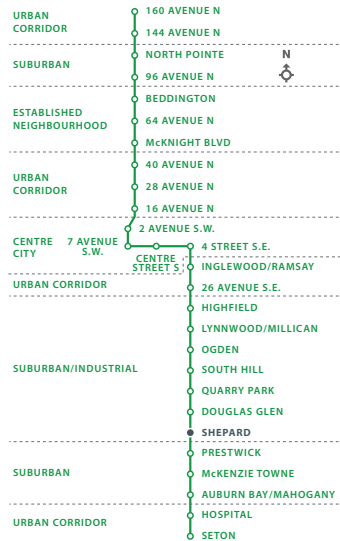 URBAN
CORRIDOR
160 AVENUE N
144 AVENUE N
SUBURBAN
NORTH POINTE
96 AVENUE N
N
ESTABLISHED
NEIGHBOURHOOD
BEDDINGTON
64 AVENUE N
McKNIGHT BLVD
URBAN
CORRIDOR
40 AVENUE N
28 AVENUE N
16 AVENUE N
CENTRE
CITY
2 AVENUE S.W.
7 AVENUE
S.W.
CENTRE
STREET S
4 STREET S.E.
URBAN CORRIDOR
INGLEWOOD/RAMSAY
26 AVENUE S.E.
SUBURBAN/INDUSTRIAL
HIGHFIELD
LYNNWOOD/MILLICAN
OGDEN
SOUTH HILL
QUARRY PARK
DOUGLAS GLEN
SHEPARD
SUBURBAN
PRESTWICK
McKENZIE TOWNE
AUBURN BAY/MAHOGANY
URBAN CORRIDOR
HOSPITAL
SETON